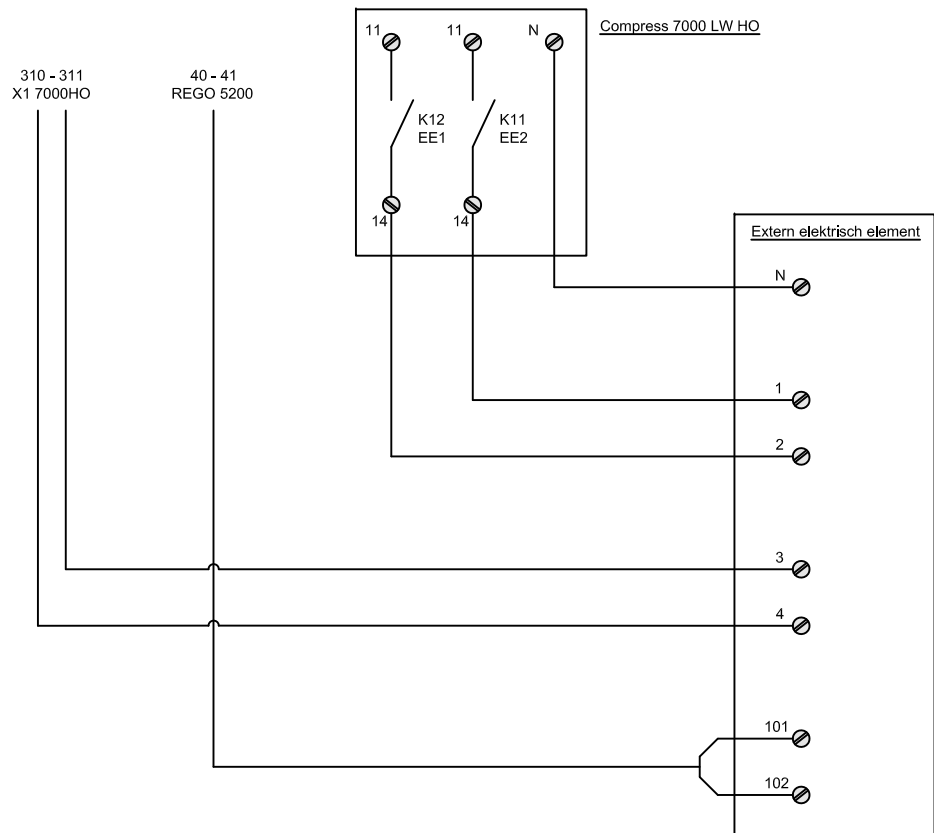 Compress 7000 LW HO
11
11
N
310 - 311
X1 7000HO
40 - 41
REGO 5200
K12
EE1
K11
EE2
14
14
Extern elektrisch element
N
1
2
3
4
101
102